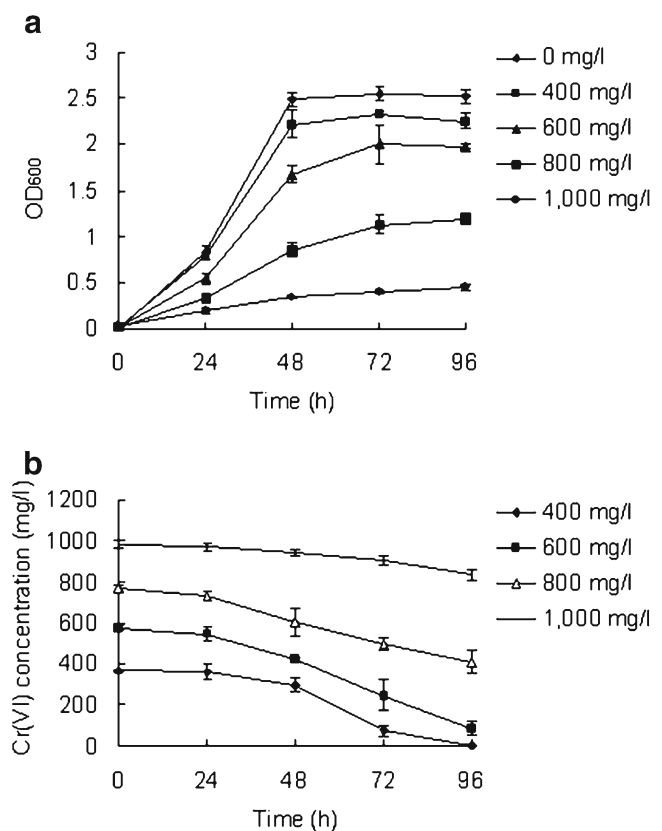 a
3
2.5
2
1.5
1
0.5
0
OD600
0 24 48 72 96
Time (h)
0 mg/l
400 mg/l
600 mg/l
800 mg/l
1,000 mg/l
b
1200
1000
800
600
400
200
0
Cr(VI) concentration (mg/l)
0 24 48 72 96
Time (h)
400 mg/l
600 mg/l
800 mg/l
1,000 mg/l